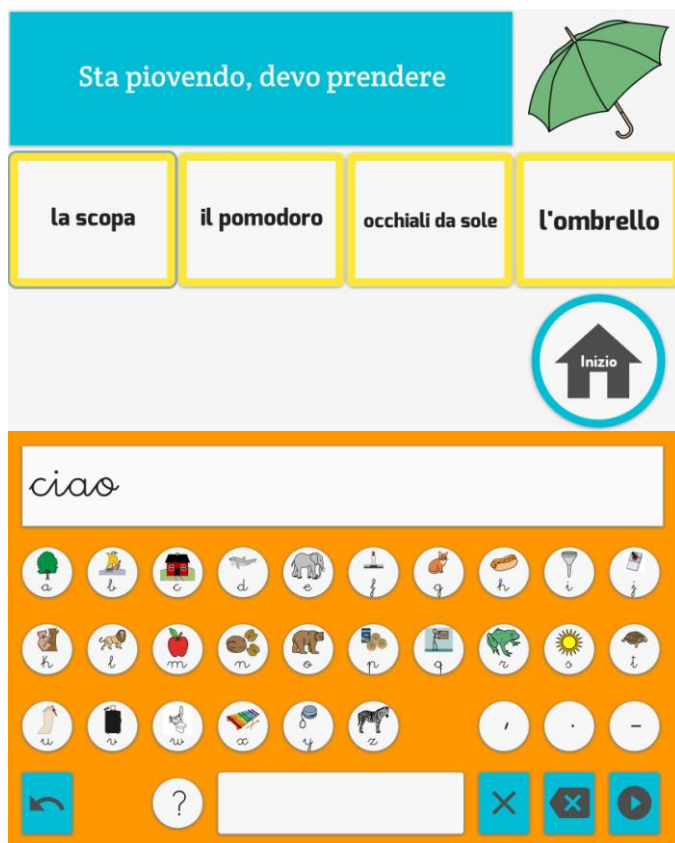 Sta piovendo, devo prendere
la scopa il pomodoro occhiali da sole l'ombrello
Inizio
ciao
a b c d e f g h i j
k l m n o p q r s t
u v w x y z , . -
?